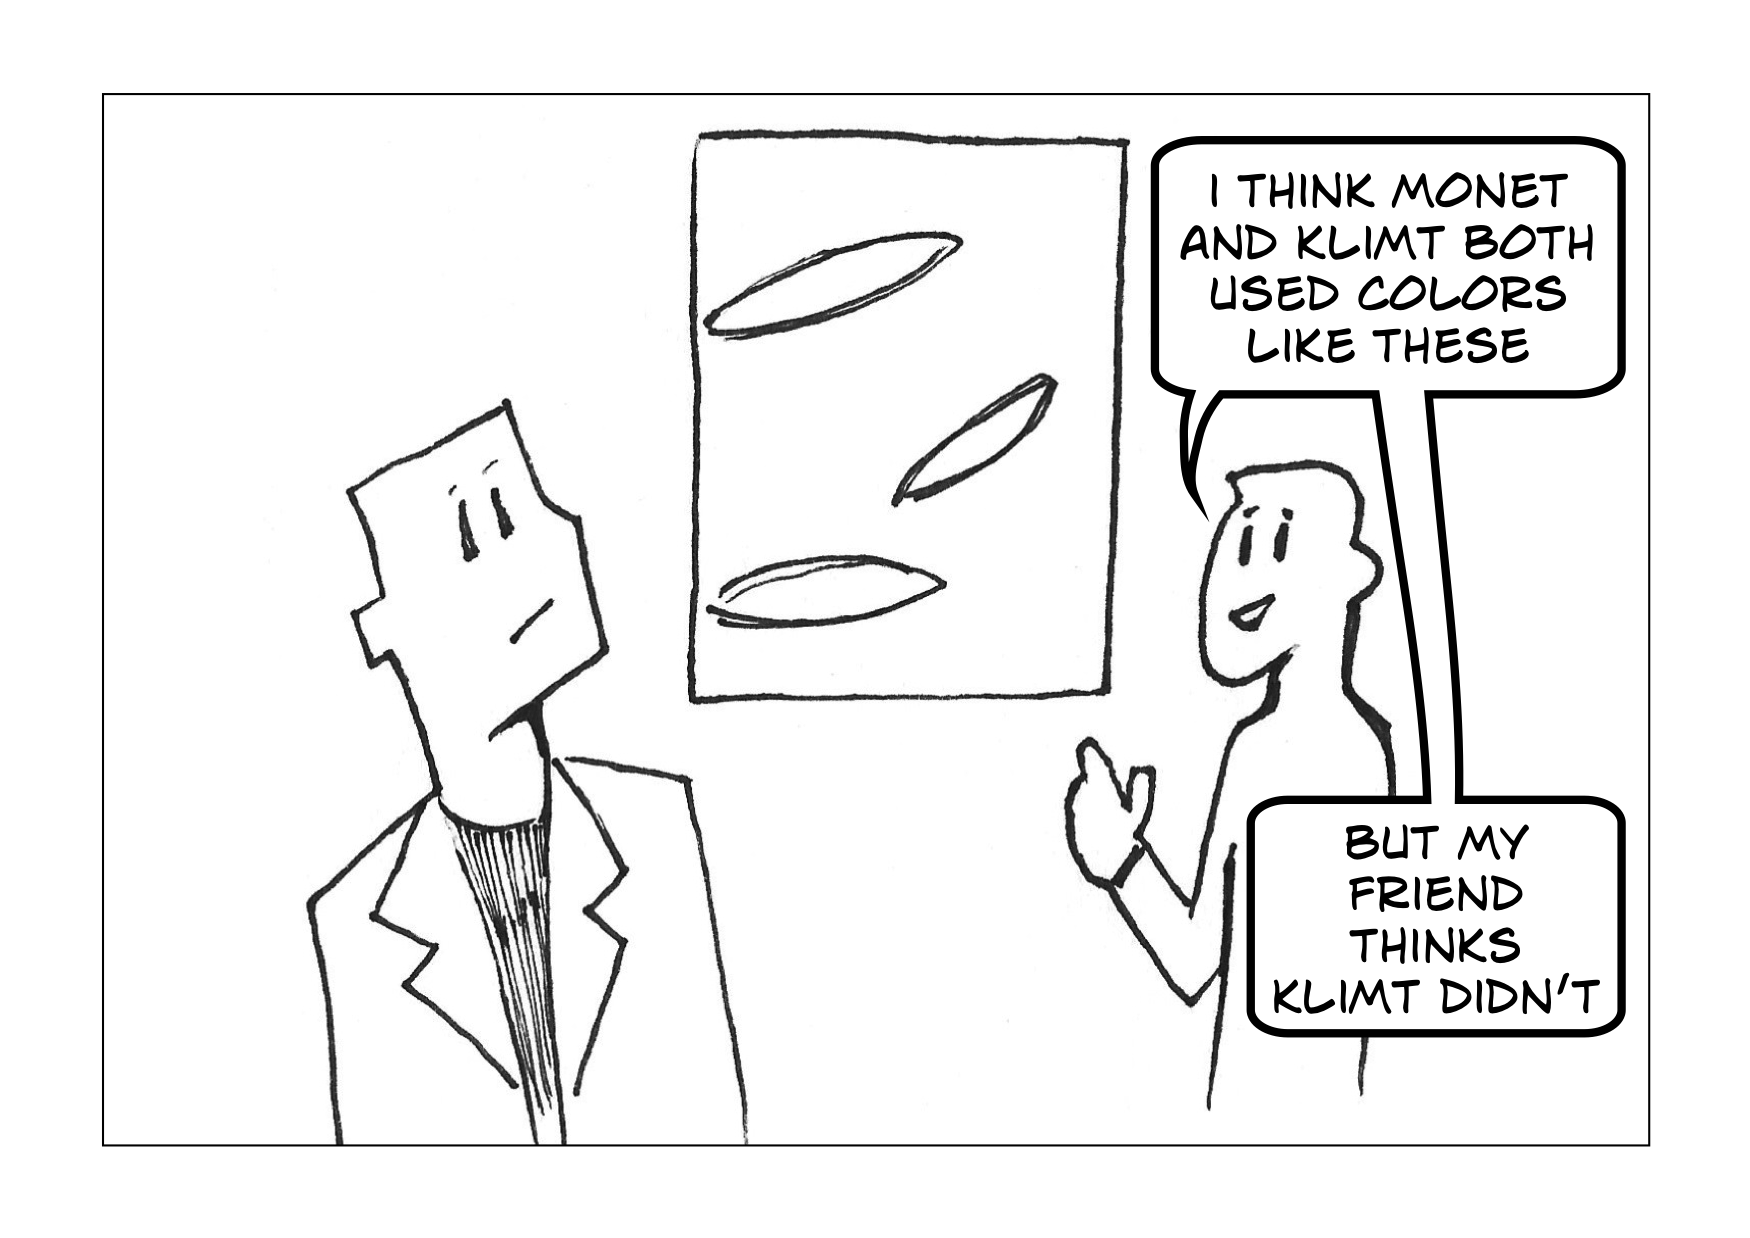 I THINK MONET
AND KLIMT BOTH
USED COLORS
LIKE THESE
BUT MY
FRIEND
THINKS
KLIMT DIDN'T